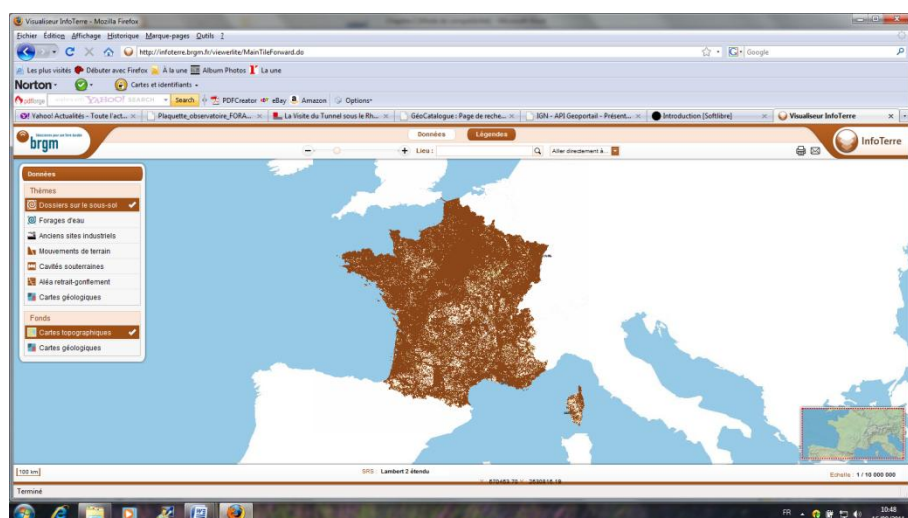 Visualiseur InfoTerre - Mozilla Firefox
Fichier Édition Affichage Historique Marque-pages Outils ?
http://infoterre.brgm.fr/viewerlite/MainTileForward.do
Google
Les plus visités Débuter avec Firefox À la une Album Photos La une
Norton Cartes et identifiants
YAHOO! SEARCH Search PDFCreator eBay Amazon Options
Yahoo! Actualités - Toute l'act... Plaquette_observatoire_FORA... La Visite du Tunnel sous le Rh... GéoCatalogue : Page de reche... IGN - API Geoportail - Présent... Introduction [Softlibre] Visualiseur InfoTerre
brgm
Données Légendes
InfoTerre
Lieu : Aller directement à...
Données
Thèmes
Dossiers sur le sous-sol
Forages d'eau
Anciens sites industriels
Mouvements de terrain
Cavités souterraines
Aléa retrait-gonflement
Cartes géologiques
Fonds
Cartes topographiques
Cartes géologiques
100 km
SRS : Lambert 2 étendu
Echelle : 1 / 10 000 000
Terminé
FR
10:48